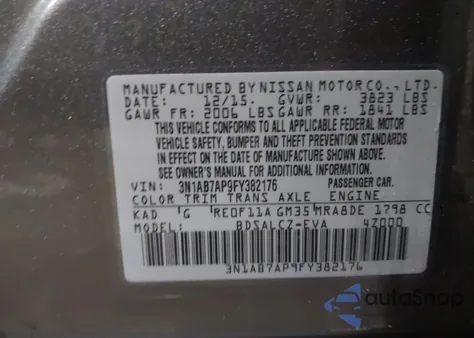 MANUFACTURED BY NISSAN MOTOR CO., LTD.
DATE: 12/15. GVWR: 3823 LBS
GAWR FR: 2006 LBS GAWR RR: 1841 LBS
THIS VEHICLE CONFORMS TO ALL APPLICABLE FEDERAL MOTOR
VEHICLE SAFETY, BUMPER AND THEFT PREVENTION STANDARDS
IN EFFECT ON THE DATE OF MANUFACTURE SHOWN ABOVE.
SEE OWNER'S MANUAL FOR ADDITIONAL INFORMATION.
VIN: 3N1AB7AP9FY382176 PASSENGER CAR.
COLOR TRIM TRANS AXLE ENGINE
KAD G RE0F11A GM35 MRA8DE 1798 CC
MODEL: BDSALCZ-EVA 4Z000
3N1AB7AP9FY382176
autoSnap